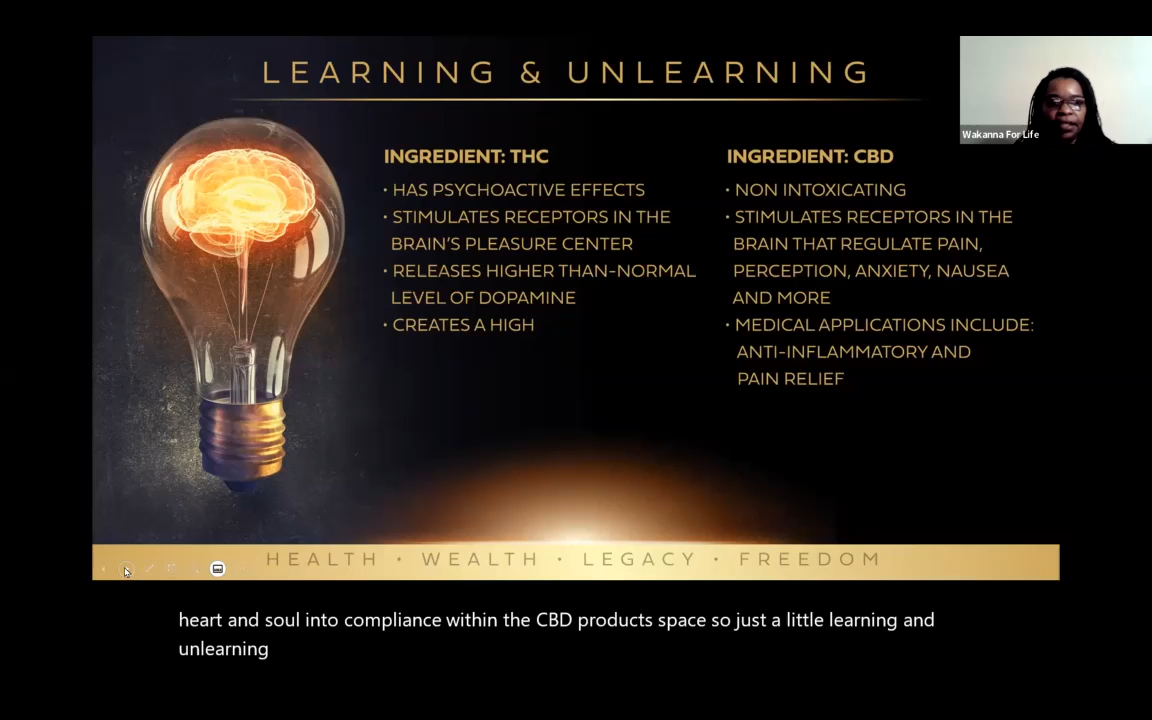 LEARNING & UNLEARNING
Wakanna For Life
INGREDIENT: THC
• HAS PSYCHOACTIVE EFFECTS
• STIMULATES RECEPTORS IN THE
BRAIN'S PLEASURE CENTER
• RELEASES HIGHER THAN-NORMAL
LEVEL OF DOPAMINE
• CREATES A HIGH
INGREDIENT: CBD
• NON INTOXICATING
• STIMULATES RECEPTORS IN THE
BRAIN THAT REGULATE PAIN,
PERCEPTION, ANXIETY, NAUSEA
AND MORE
• MEDICAL APPLICATIONS INCLUDE:
ANTI-INFLAMMATORY AND
PAIN RELIEF
HEALTH • WEALTH • LEGACY • FREEDOM
heart and soul into compliance within the CBD products space so just a little learning and
unlearning